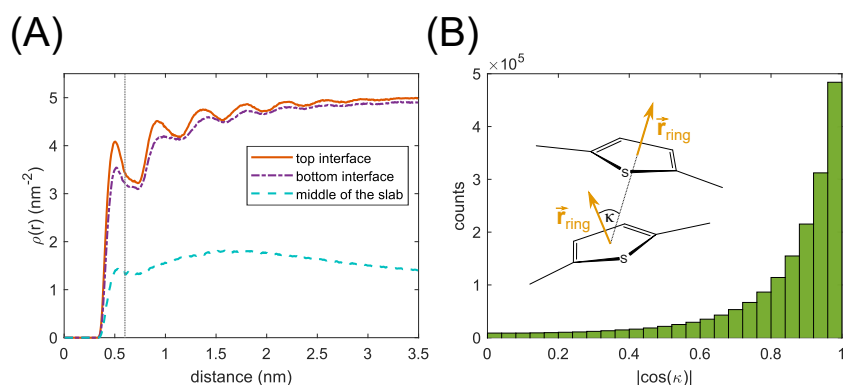 (A)
ρ(r) (nm⁻²)
5
4
3
2
1
0
0
0.5
1
1.5
2
2.5
3
3.5
distance (nm)
top interface
bottom interface
middle of the slab
(B)
×10⁵
counts
5
4
3
2
1
0
0
0.2
0.4
0.6
0.8
1
|cos(κ)|
r⃗ring
S
r⃗ring
κ
S